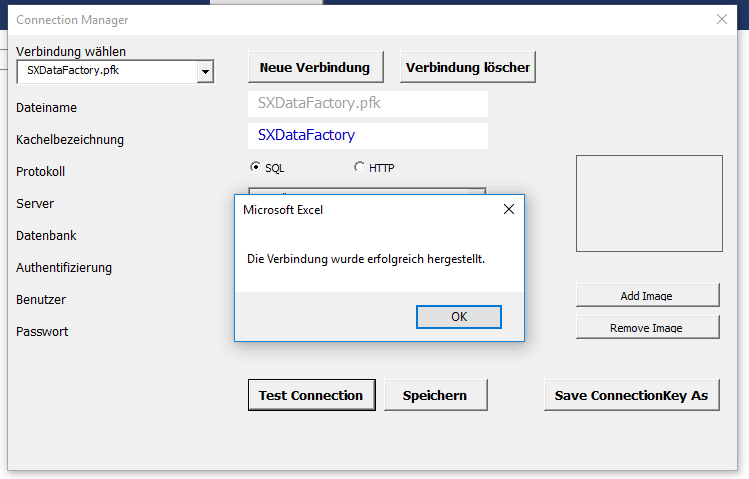 Connection Manager
Verbindung wählen
SXDataFactory.pfk
Neue Verbindung
Verbindung löscher
Dateiname
SXDataFactory.pfk
Kachelbezeichnung
SXDataFactory
Protokoll
SQL
HTTP
Server
Datenbank
Authentifizierung
Benutzer
Passwort
Microsoft Excel
Die Verbindung wurde erfolgreich hergestellt.
OK
Add Image
Remove Image
Test Connection
Speichern
Save ConnectionKey As